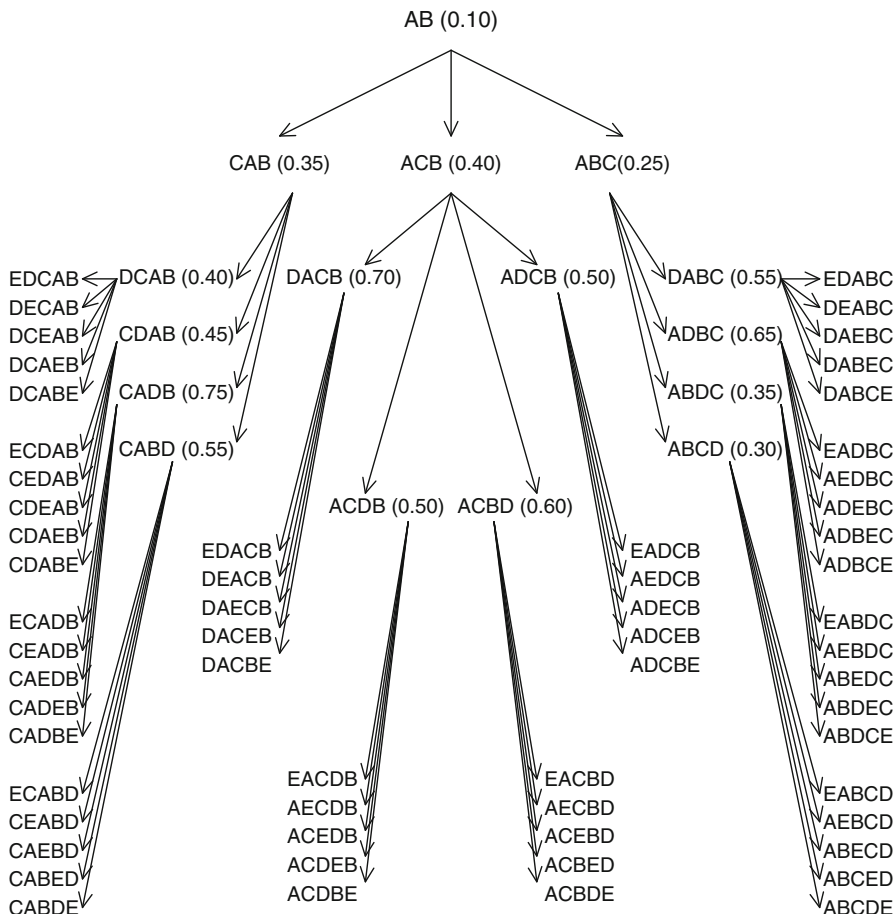 AB (0.10)
CAB (0.35)
ACB (0.40)
ABC(0.25)
DCAB (0.40)
CDAB (0.45)
CADB (0.75)
CABD (0.55)
DACB (0.70)
ADCB (0.50)
ACDB (0.50)
ACBD (0.60)
DABC (0.55)
ADBC (0.65)
ABDC (0.35)
ABCD (0.30)
EDCAB
DECAB
DCEAB
DCAEB
DCABE
ECDAB
CEDAB
CDEAB
CDAEB
CDABE
ECADB
CEADB
CAEDB
CADEB
CADBE
ECABD
CEABD
CAEBD
CABED
CABDE
EDACB
DEACB
DAECB
DACEB
DACBE
EACDB
AECDB
ACEDB
ACDEB
ACDBE
EACBD
AECBD
ACEBD
ACBED
ACBDE
EADCB
AEDCB
ADECB
ADCEB
ADCBE
EDABC
DEABC
DAEBC
DABEC
DABCE
EADBC
AEDBC
ADEBC
ADBEC
ADBCE
EABDC
AEBDC
ABEDC
ABDEC
ABDCE
EABCD
AEBCD
ABECD
ABCED
ABCDE